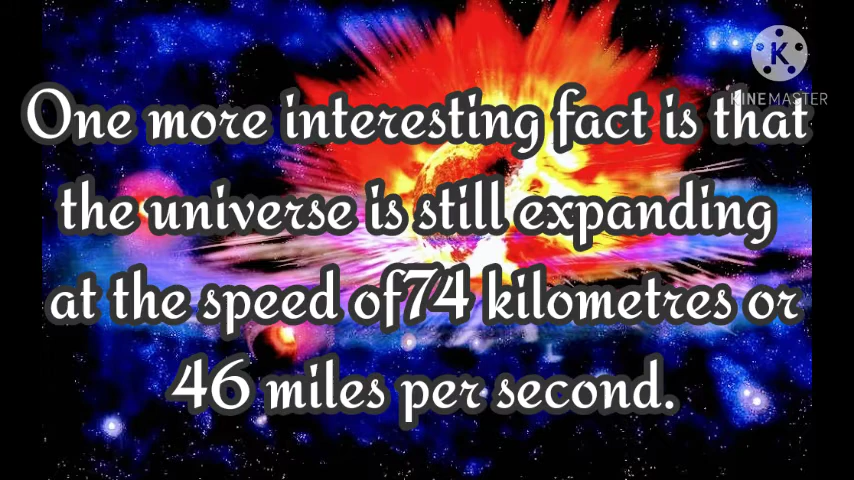 K
KINEMASTER
One more interesting fact is that
the universe is still expanding
at the speed of74 kilometres or
46 miles per second.